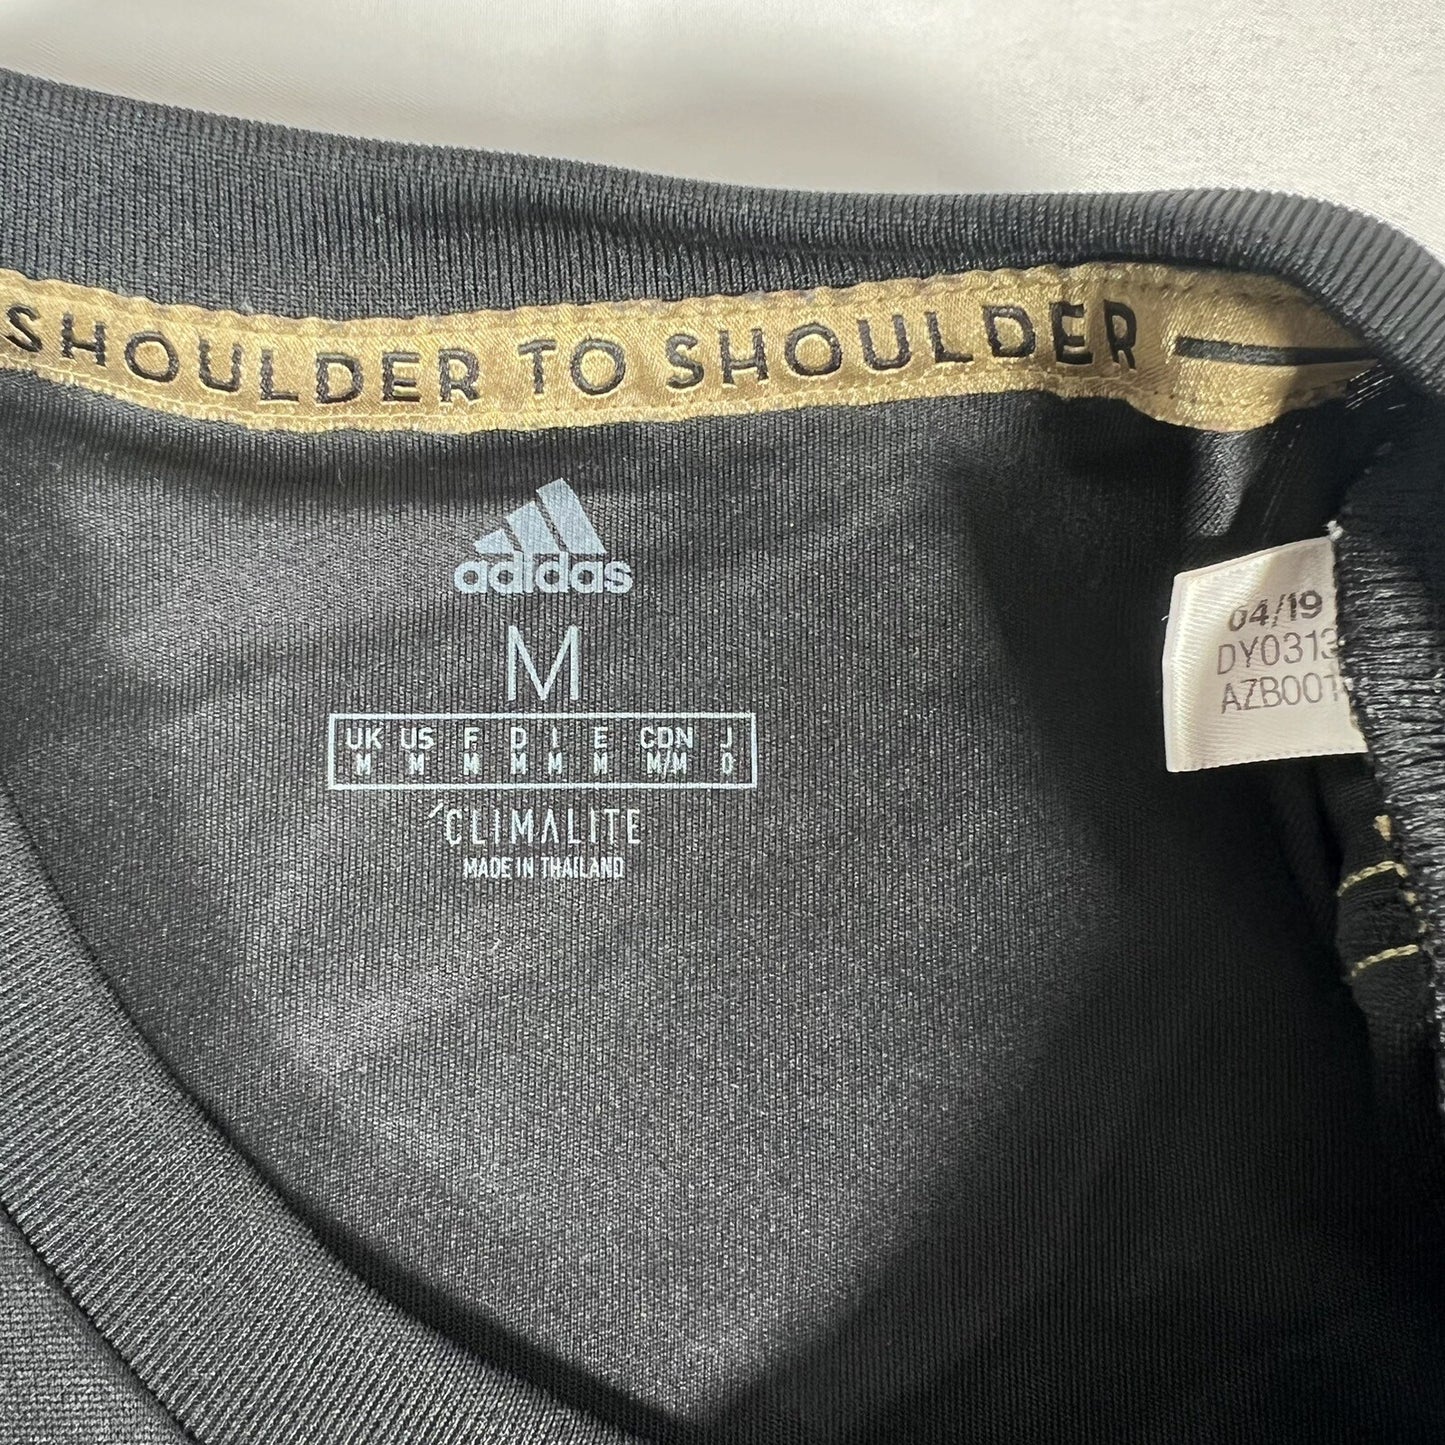 SHOULDER TO SHOULDER
adidas
M
UK US F D I E CDN J
M M M M M M M/M O
CLIMALITE
MADE IN THAILAND
04/19
DY0313
AZB001